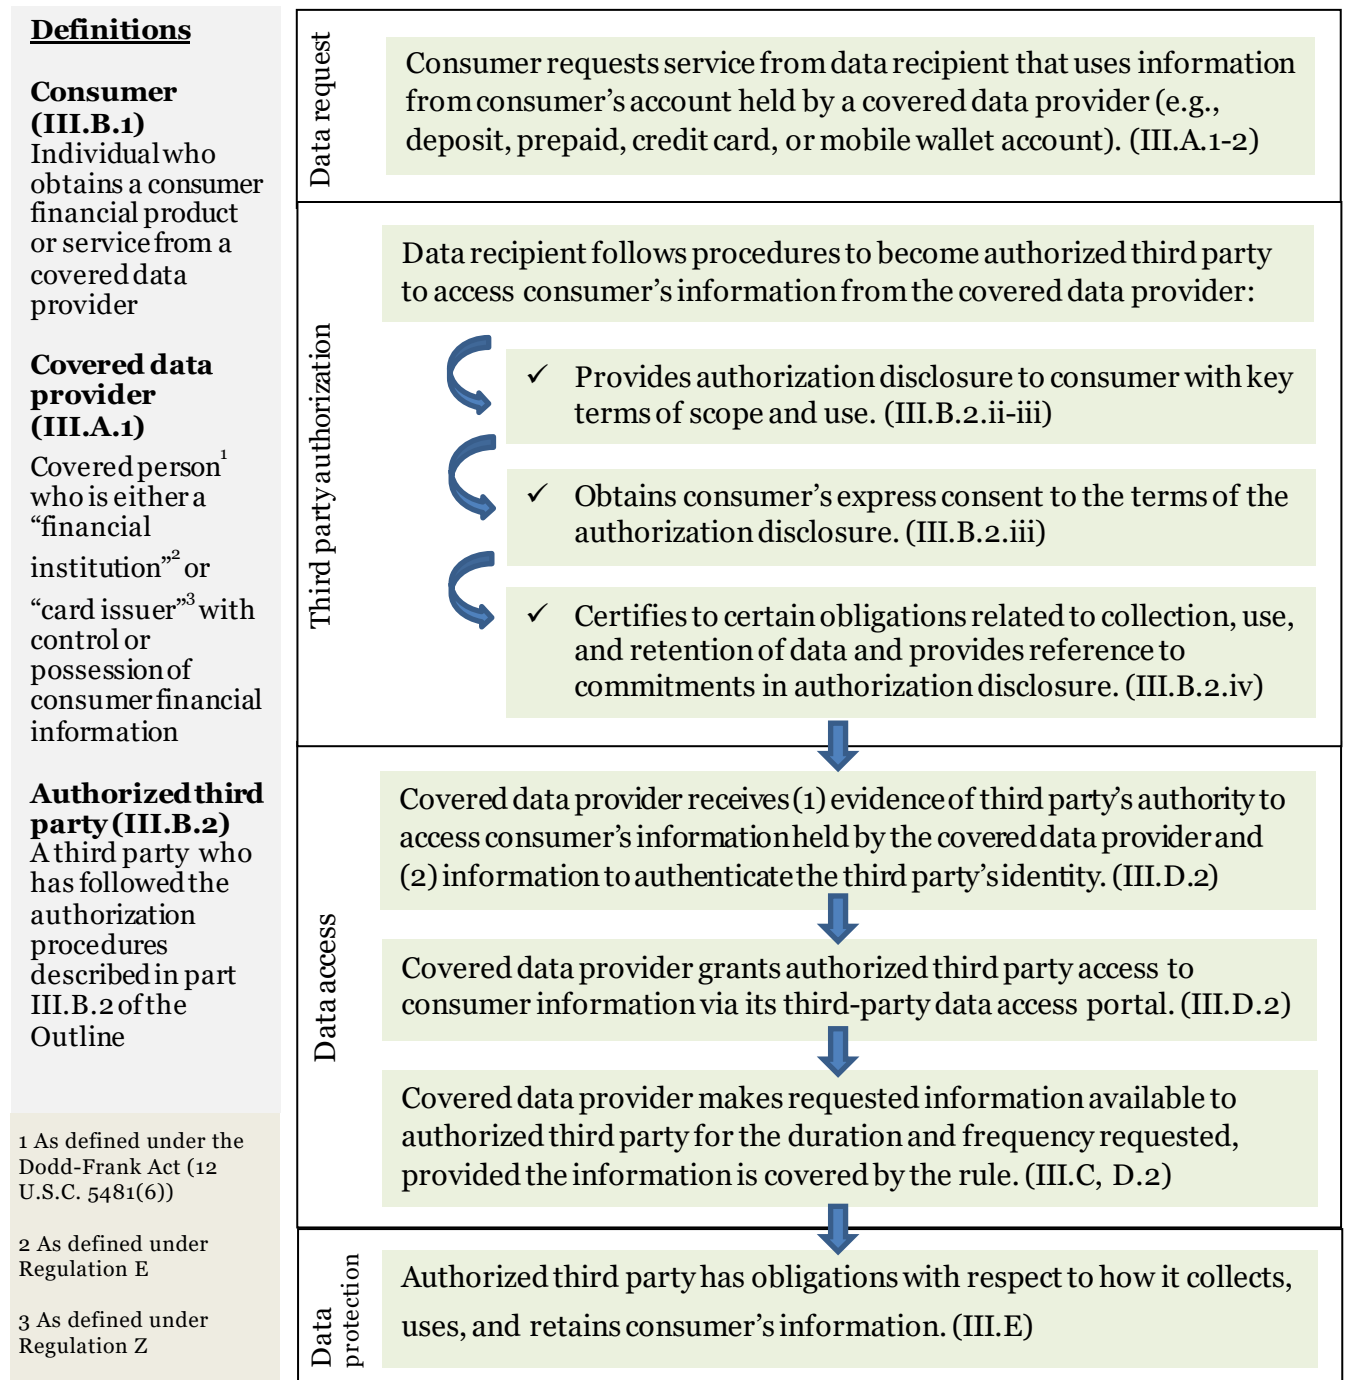 Definitions
Consumer
(III.B.1)
Individual who
obtains a consumer
financial product
or service from a
covered data
provider
Covered data
provider
(III.A.1)
Covered person1
who is either a
“financial
institution”2 or
“card issuer”3 with
control or
possession of
consumer financial
information
Authorized third
party (III.B.2)
A third party who
has followed the
authorization
procedures
described in part
III.B.2 of the
Outline
1 As defined under the
Dodd-Frank Act (12
U.S.C. 5481(6))
2 As defined under
Regulation E
3 As defined under
Regulation Z
Data request
Consumer requests service from data recipient that uses information
from consumer’s account held by a covered data provider (e.g.,
deposit, prepaid, credit card, or mobile wallet account). (III.A.1-2)
Third party authorization
Data recipient follows procedures to become authorized third party
to access consumer’s information from the covered data provider:
✓ Provides authorization disclosure to consumer with key
terms of scope and use. (III.B.2.ii-iii)
✓ Obtains consumer’s express consent to the terms of the
authorization disclosure. (III.B.2.iii)
✓ Certifies to certain obligations related to collection, use,
and retention of data and provides reference to
commitments in authorization disclosure. (III.B.2.iv)
Data access
Covered data provider receives (1) evidence of third party’s authority to
access consumer’s information held by the covered data provider and
(2) information to authenticate the third party’s identity. (III.D.2)
Covered data provider grants authorized third party access to
consumer information via its third-party data access portal. (III.D.2)
Covered data provider makes requested information available to
authorized third party for the duration and frequency requested,
provided the information is covered by the rule. (III.C, D.2)
Data
protection
Authorized third party has obligations with respect to how it collects,
uses, and retains consumer’s information. (III.E)